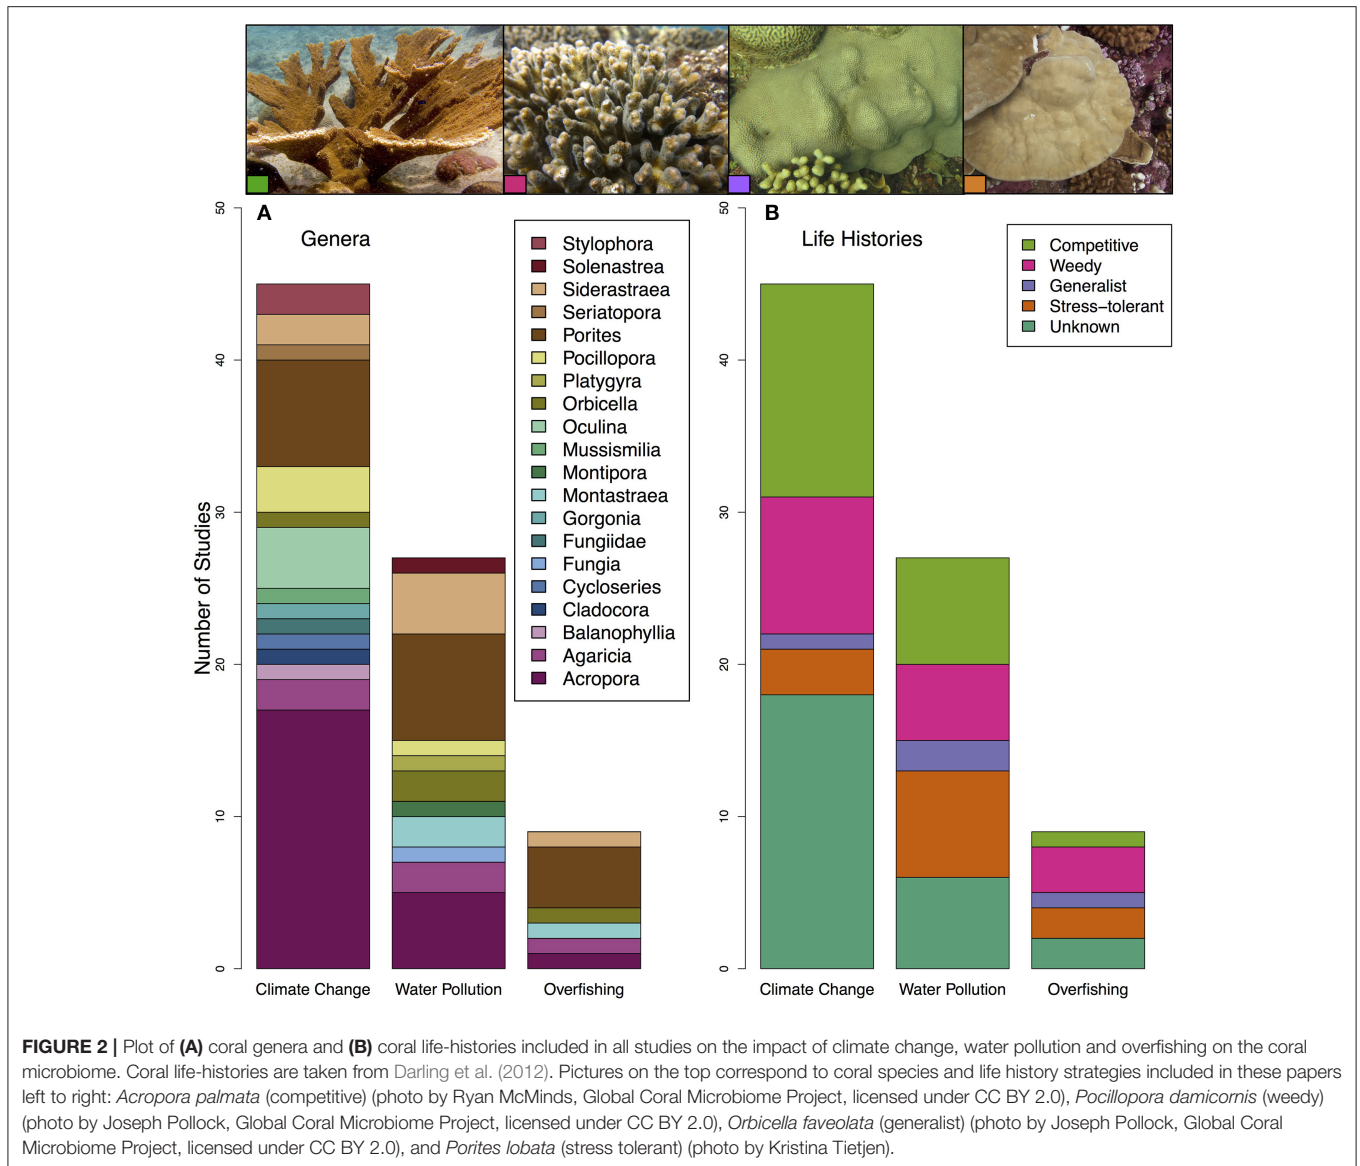 A
Genera
50
40
30
20
10
0
Number of Studies
Stylophora
Solenastrea
Siderastraea
Seriatopora
Porites
Pocillopora
Platygyra
Orbicella
Oculina
Mussismilia
Montipora
Montastraea
Gorgonia
Fungiidae
Fungia
Cycloseries
Cladocora
Balanophyllia
Agaricia
Acropora
Climate Change
Water Pollution
Overfishing
B
Life Histories
50
40
30
20
10
0
Competitive
Weedy
Generalist
Stress–tolerant
Unknown
Climate Change
Water Pollution
Overfishing
FIGURE 2 | Plot of (A) coral genera and (B) coral life-histories included in all studies on the impact of climate change, water pollution and overfishing on the coral
microbiome. Coral life-histories are taken from Darling et al. (2012). Pictures on the top correspond to coral species and life history strategies included in these papers
left to right: Acropora palmata (competitive) (photo by Ryan McMinds, Global Coral Microbiome Project, licensed under CC BY 2.0), Pocillopora damicornis (weedy)
(photo by Joseph Pollock, Global Coral Microbiome Project, licensed under CC BY 2.0), Orbicella faveolata (generalist) (photo by Joseph Pollock, Global Coral
Microbiome Project, licensed under CC BY 2.0), and Porites lobata (stress tolerant) (photo by Kristina Tietjen).